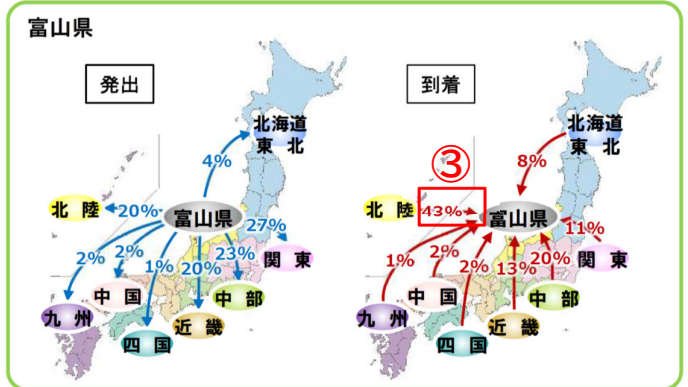 富山県
発出
北海道
東 北
4%
北 陸
20%
富山県
27%
関 東
2%
2%
1%
20%
23%
中 国
中 部
九 州
近 畿
四 国
到着
北海道
東 北
③
8%
北 陸
43%
富山県
11%
関 東
1%
2%
2%
13%
20%
中 国
中 部
九 州
近 畿
四 国